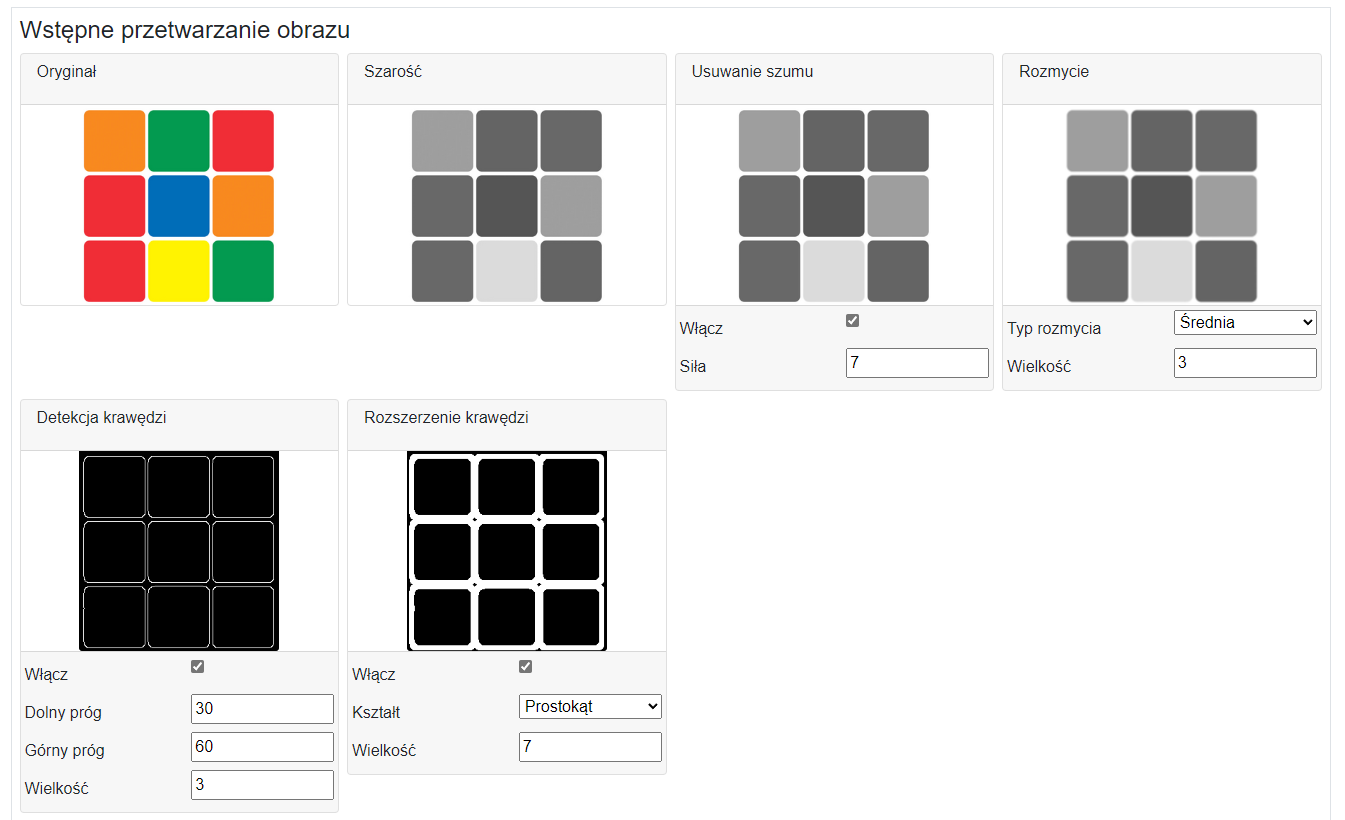 Wstępne przetwarzanie obrazu
Oryginał
Szarość
Usuwanie szumu
Włącz
Siła 7
Rozmycie
Typ rozmycia Średnia
Wielkość 3
Detekcja krawędzi
Włącz
Dolny próg 30
Górny próg 60
Wielkość 3
Rozszerzenie krawędzi
Włącz
Kształt Prostokąt
Wielkość 7